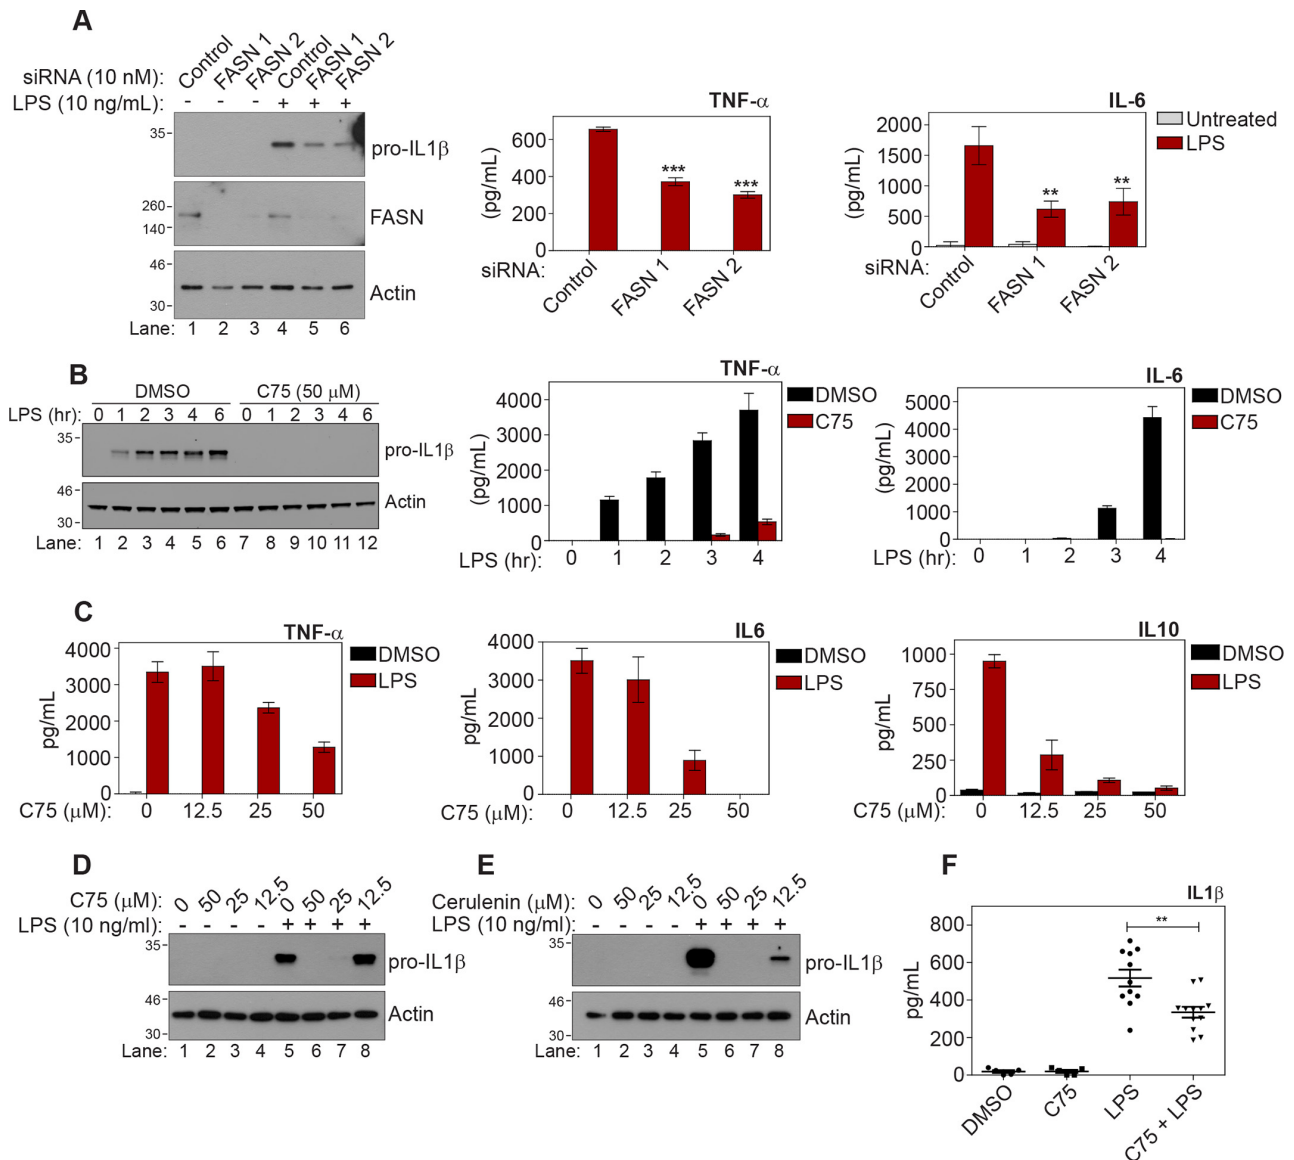 A
siRNA (10 nM): Control FASN 1 FASN 2 Control FASN 1 FASN 2
LPS (10 ng/mL): - - - + + +
35-
pro-IL1β
260-
140-
FASN
46-
30-
Actin
Lane: 1 2 3 4 5 6
TNF-α
(pg/mL)
600
400
200
0
***
***
siRNA:
Control
FASN 1
FASN 2
IL-6
(pg/mL)
2000
1500
1000
500
0
**
**
Untreated
LPS
siRNA:
Control
FASN 1
FASN 2
B
DMSO C75 (50 μM)
LPS (hr): 0 1 2 3 4 6 0 1 2 3 4 6
35-
pro-IL1β
46-
30-
Actin
Lane: 1 2 3 4 5 6 7 8 9 10 11 12
TNF-α
(pg/mL)
4000
3000
2000
1000
0
DMSO
C75
LPS (hr): 0 1 2 3 4
IL-6
(pg/mL)
5000
4000
3000
2000
1000
0
DMSO
C75
LPS (hr): 0 1 2 3 4
C
TNF-α
pg/mL
4000
3000
2000
1000
0
DMSO
LPS
C75 (μM): 0 12.5 25 50
IL6
pg/mL
4000
3000
2000
1000
0
DMSO
LPS
C75 (μM): 0 12.5 25 50
IL10
pg/mL
1000
750
500
250
0
DMSO
LPS
C75 (μM): 0 12.5 25 50
D
C75 (μM): 0 50 25 12.5 0 50 25 12.5
LPS (10 ng/ml): - - - - + + + +
35-
pro-IL1β
46-
30-
Actin
Lane: 1 2 3 4 5 6 7 8
E
Cerulenin (μM): 0 50 25 12.5 0 50 25 12.5
LPS (10 ng/ml): - - - - + + + +
35-
pro-IL1β
46-
30-
Actin
Lane: 1 2 3 4 5 6 7 8
F
IL1β
pg/mL
800
600
400
200
0
**
DMSO
C75
LPS
C75 + LPS